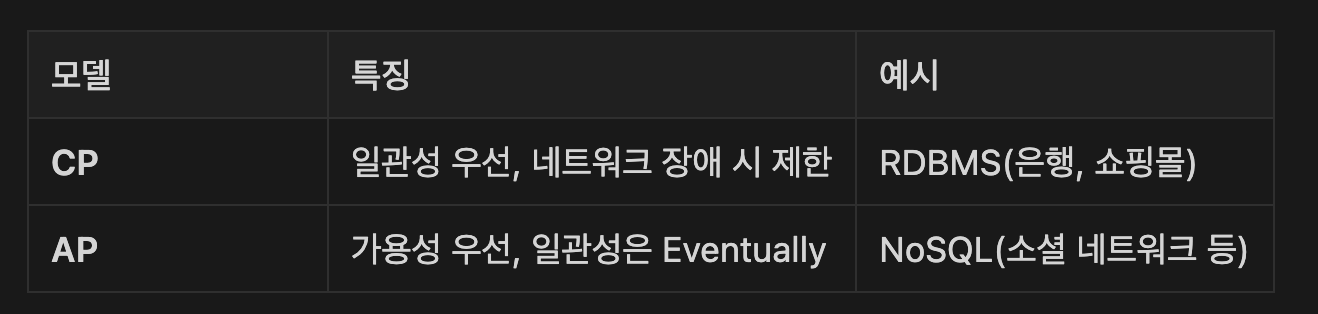 모델 특징 예시
CP 일관성 우선, 네트워크 장애 시 제한 RDBMS(은행, 쇼핑몰)
AP 가용성 우선, 일관성은 Eventually NoSQL(소셜 네트워크 등)